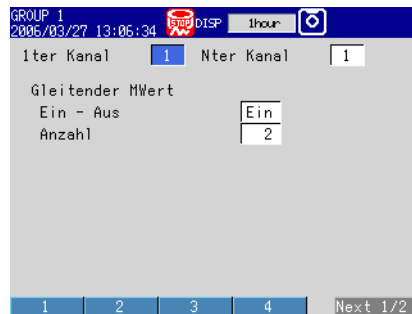 GROUP 1
2006/03/27 13:06:34 STOP DISP 1hour
1ter Kanal 1 Nter Kanal 1
Gleitender MWert
Ein - Aus Ein
Anzahl 2
1 2 3 4 Next 1/2